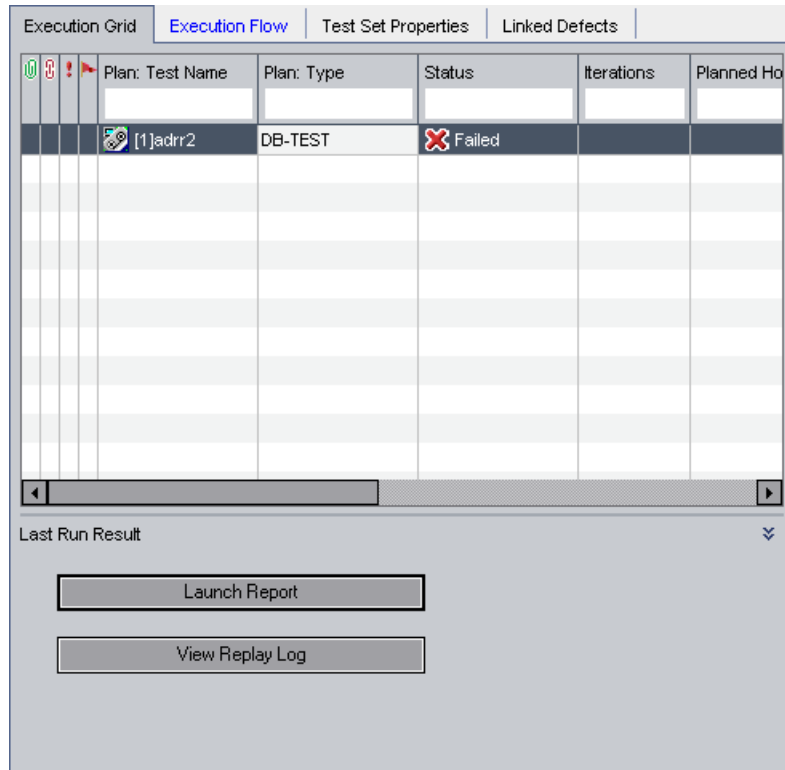 Execution Grid Execution Flow Test Set Properties Linked Defects
Plan: Test Name Plan: Type Status Iterations Planned Ho
[1]adrr2 DB-TEST Failed
Last Run Result
Launch Report
View Replay Log